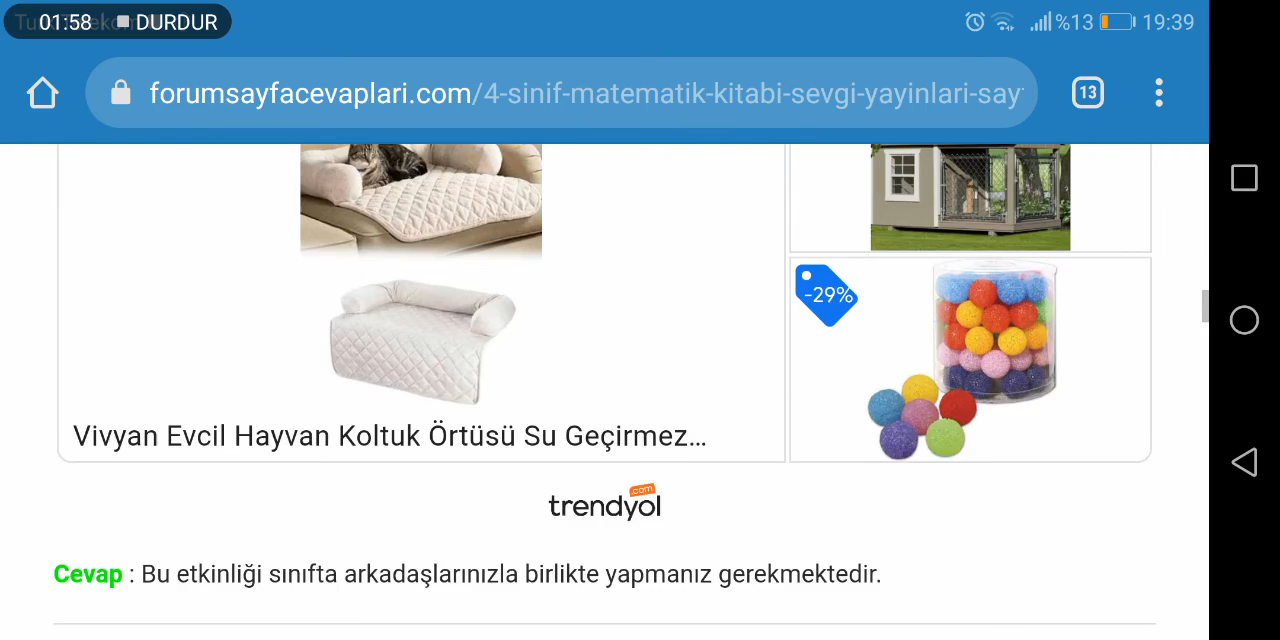 01:58 DURDUR
%13 19:39
forumsayfacevaplari.com/4-sinif-matematik-kitabi-sevgi-yayinlari-say
13
-29%
Vivyan Evcil Hayvan Koltuk Örtüsü Su Geçirmez...
trendyol.com
Cevap : Bu etkinliği sınıfta arkadaşlarınızla birlikte yapmanız gerekmektedir.